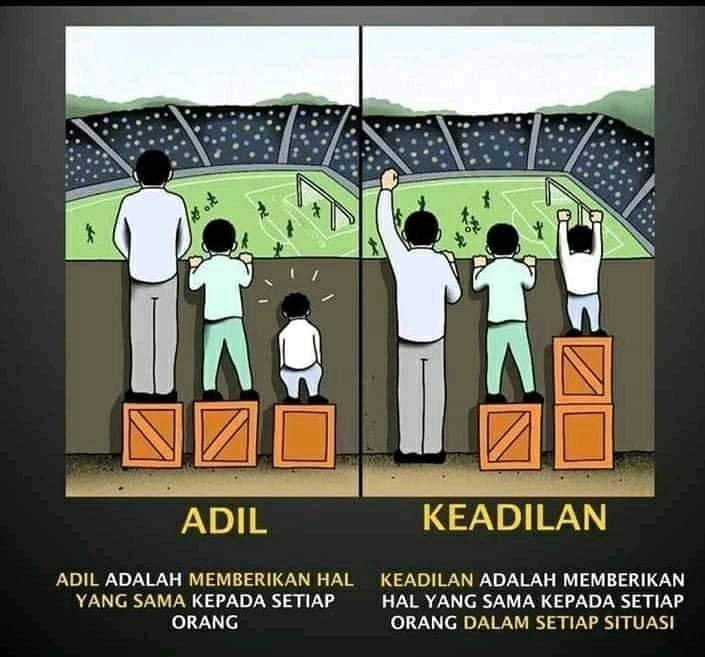 ADIL
ADIL ADALAH MEMBERIKAN HAL
YANG SAMA KEPADA SETIAP
ORANG
KEADILAN
KEADILAN ADALAH MEMBERIKAN
HAL YANG SAMA KEPADA SETIAP
ORANG DALAM SETIAP SITUASI